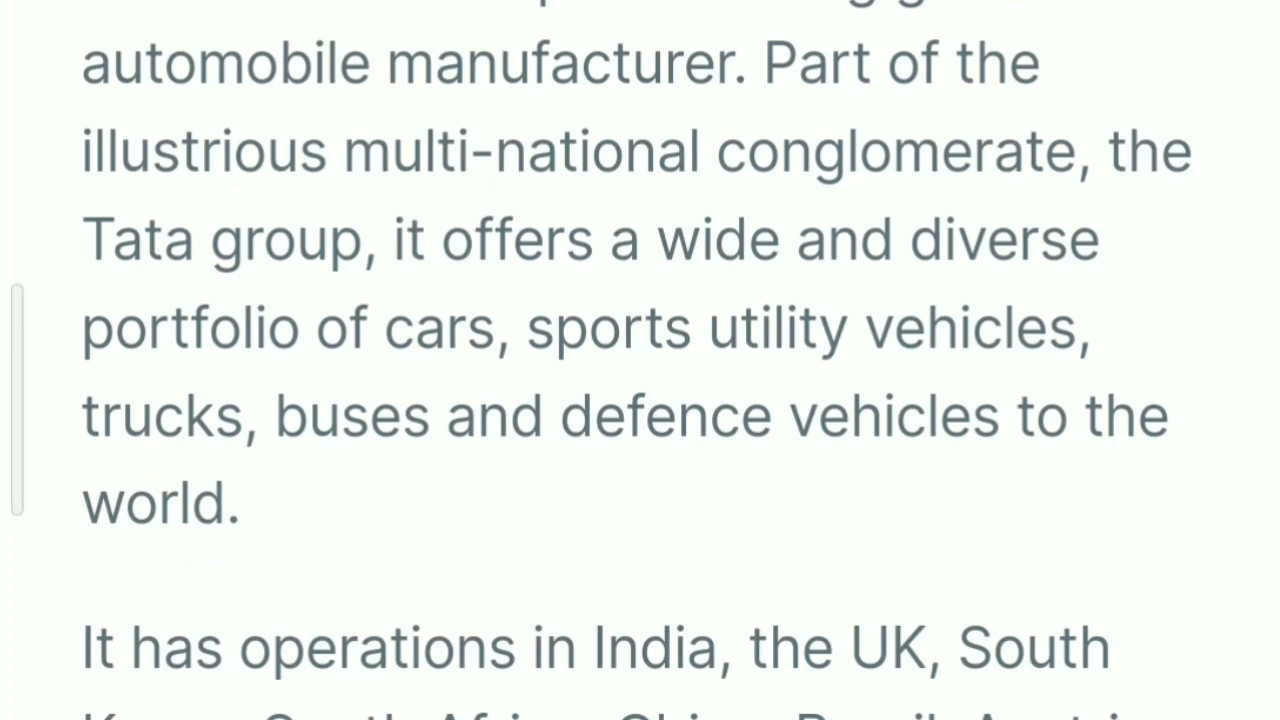 automobile manufacturer. Part of the
illustrious multi-national conglomerate, the
Tata group, it offers a wide and diverse
portfolio of cars, sports utility vehicles,
trucks, buses and defence vehicles to the
world.
It has operations in India, the UK, South